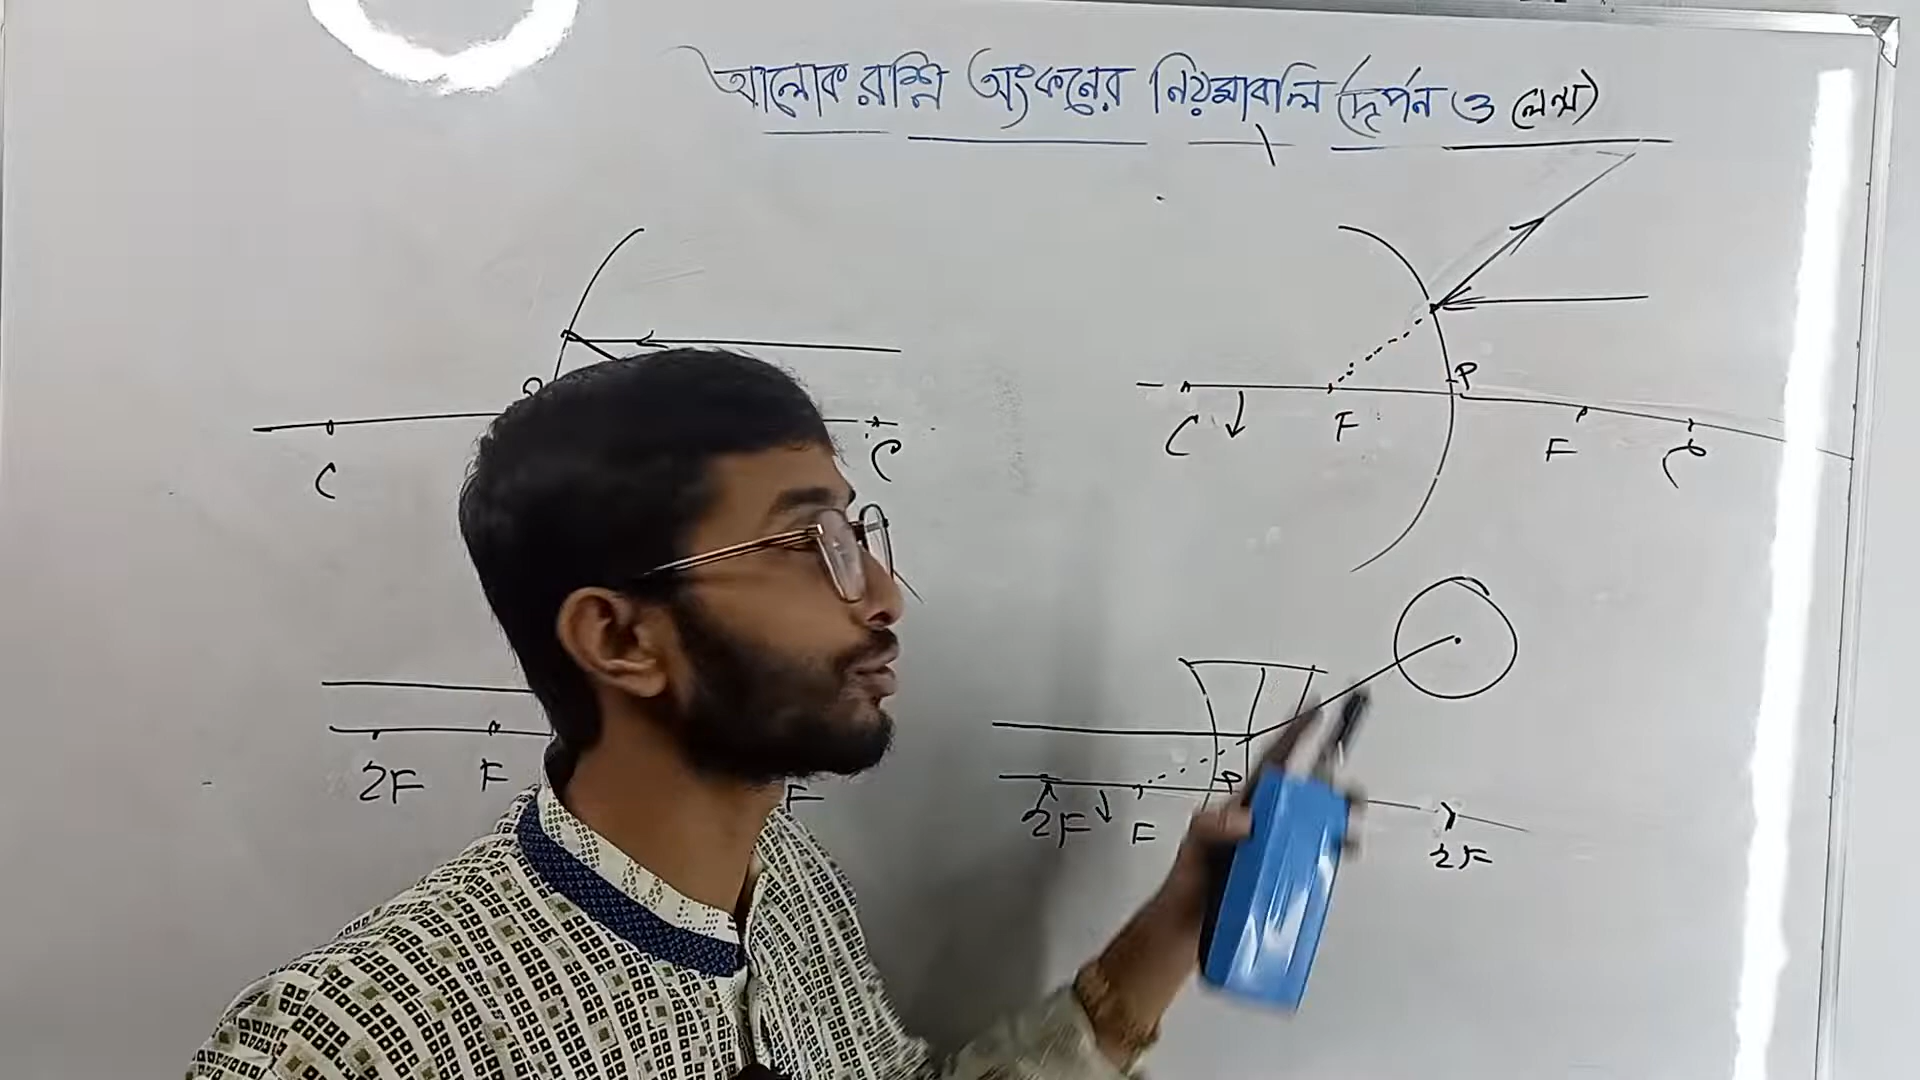 আলোক রশ্মি অংকনের নিয়মাবলি (দর্পন ও লেন্স)
P
C F F C
C C
2F F F
P
2F F 2F